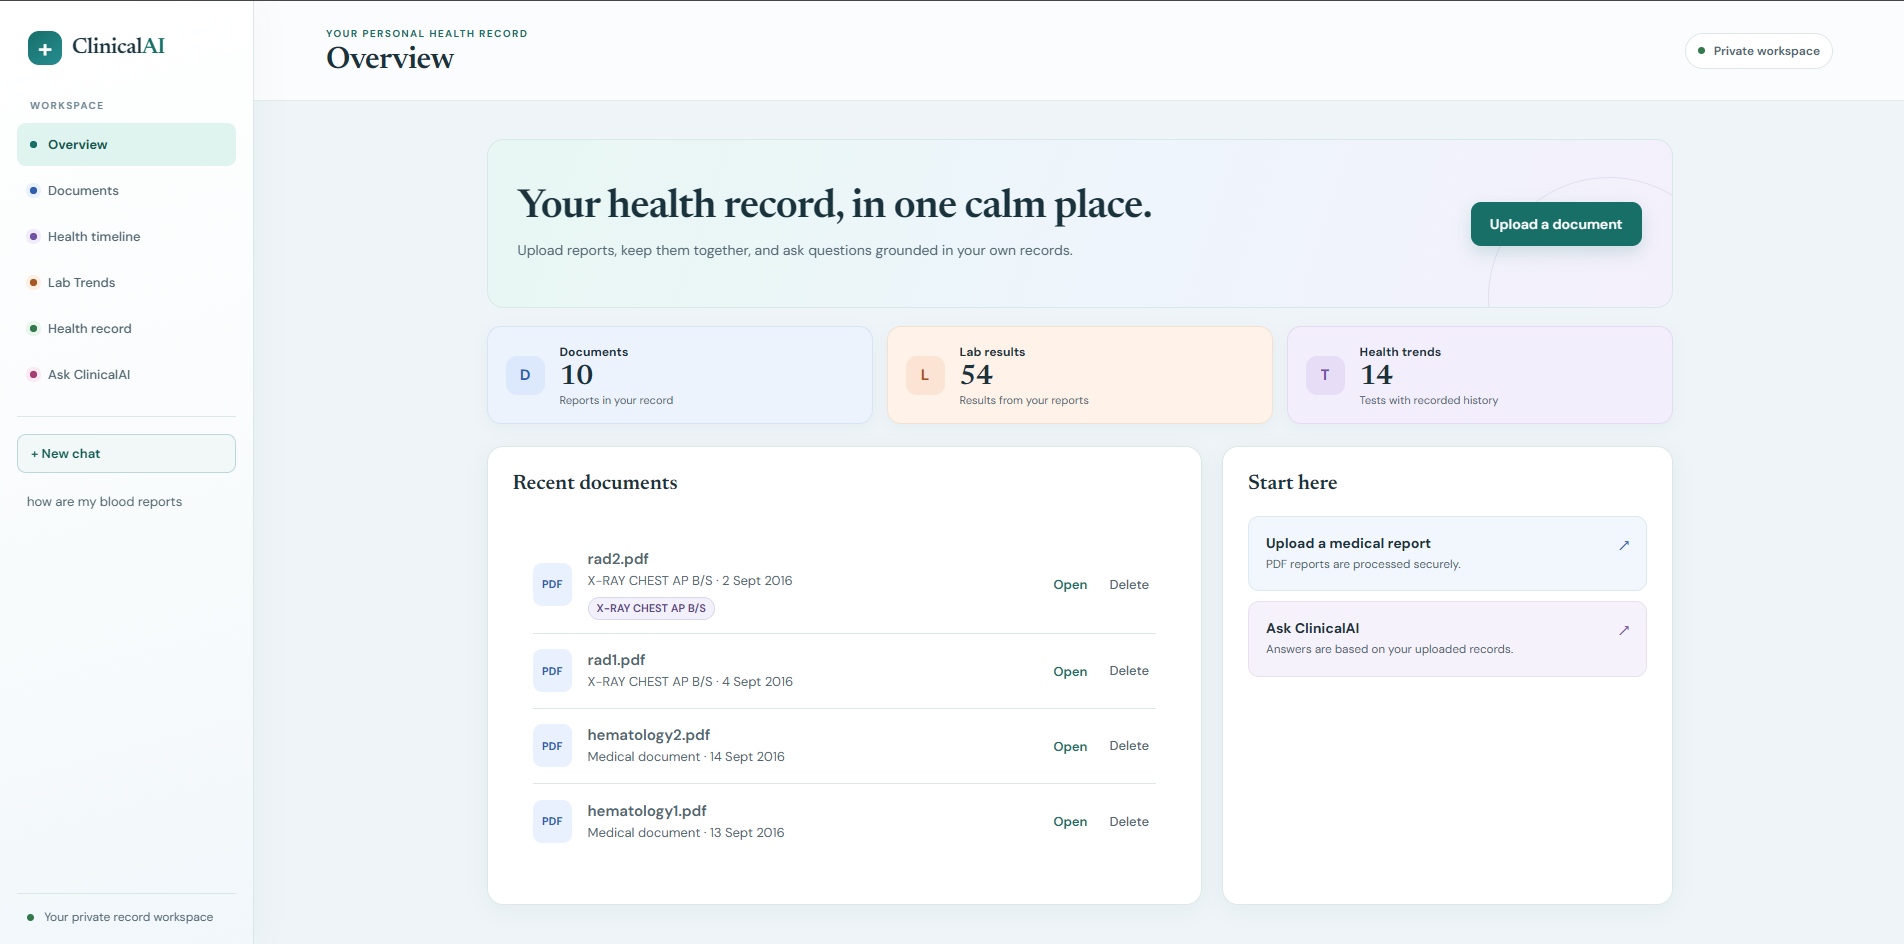 ClinicalAI
WORKSPACE
Overview
Documents
Health timeline
Lab Trends
Health record
Ask ClinicalAI
+ New chat
how are my blood reports
Your private record workspace
YOUR PERSONAL HEALTH RECORD
Overview
Private workspace
Your health record, in one calm place.
Upload reports, keep them together, and ask questions grounded in your own records.
Upload a document
D
Documents
10
Reports in your record
L
Lab results
54
Results from your reports
T
Health trends
14
Tests with recorded history
Recent documents
PDF
rad2.pdf
X-RAY CHEST AP B/S · 2 Sept 2016
X-RAY CHEST AP B/S
Open Delete
PDF
rad1.pdf
X-RAY CHEST AP B/S · 4 Sept 2016
Open Delete
PDF
hematology2.pdf
Medical document · 14 Sept 2016
Open Delete
PDF
hematology1.pdf
Medical document · 13 Sept 2016
Open Delete
Start here
Upload a medical report ↗
PDF reports are processed securely.
Ask ClinicalAI ↗
Answers are based on your uploaded records.